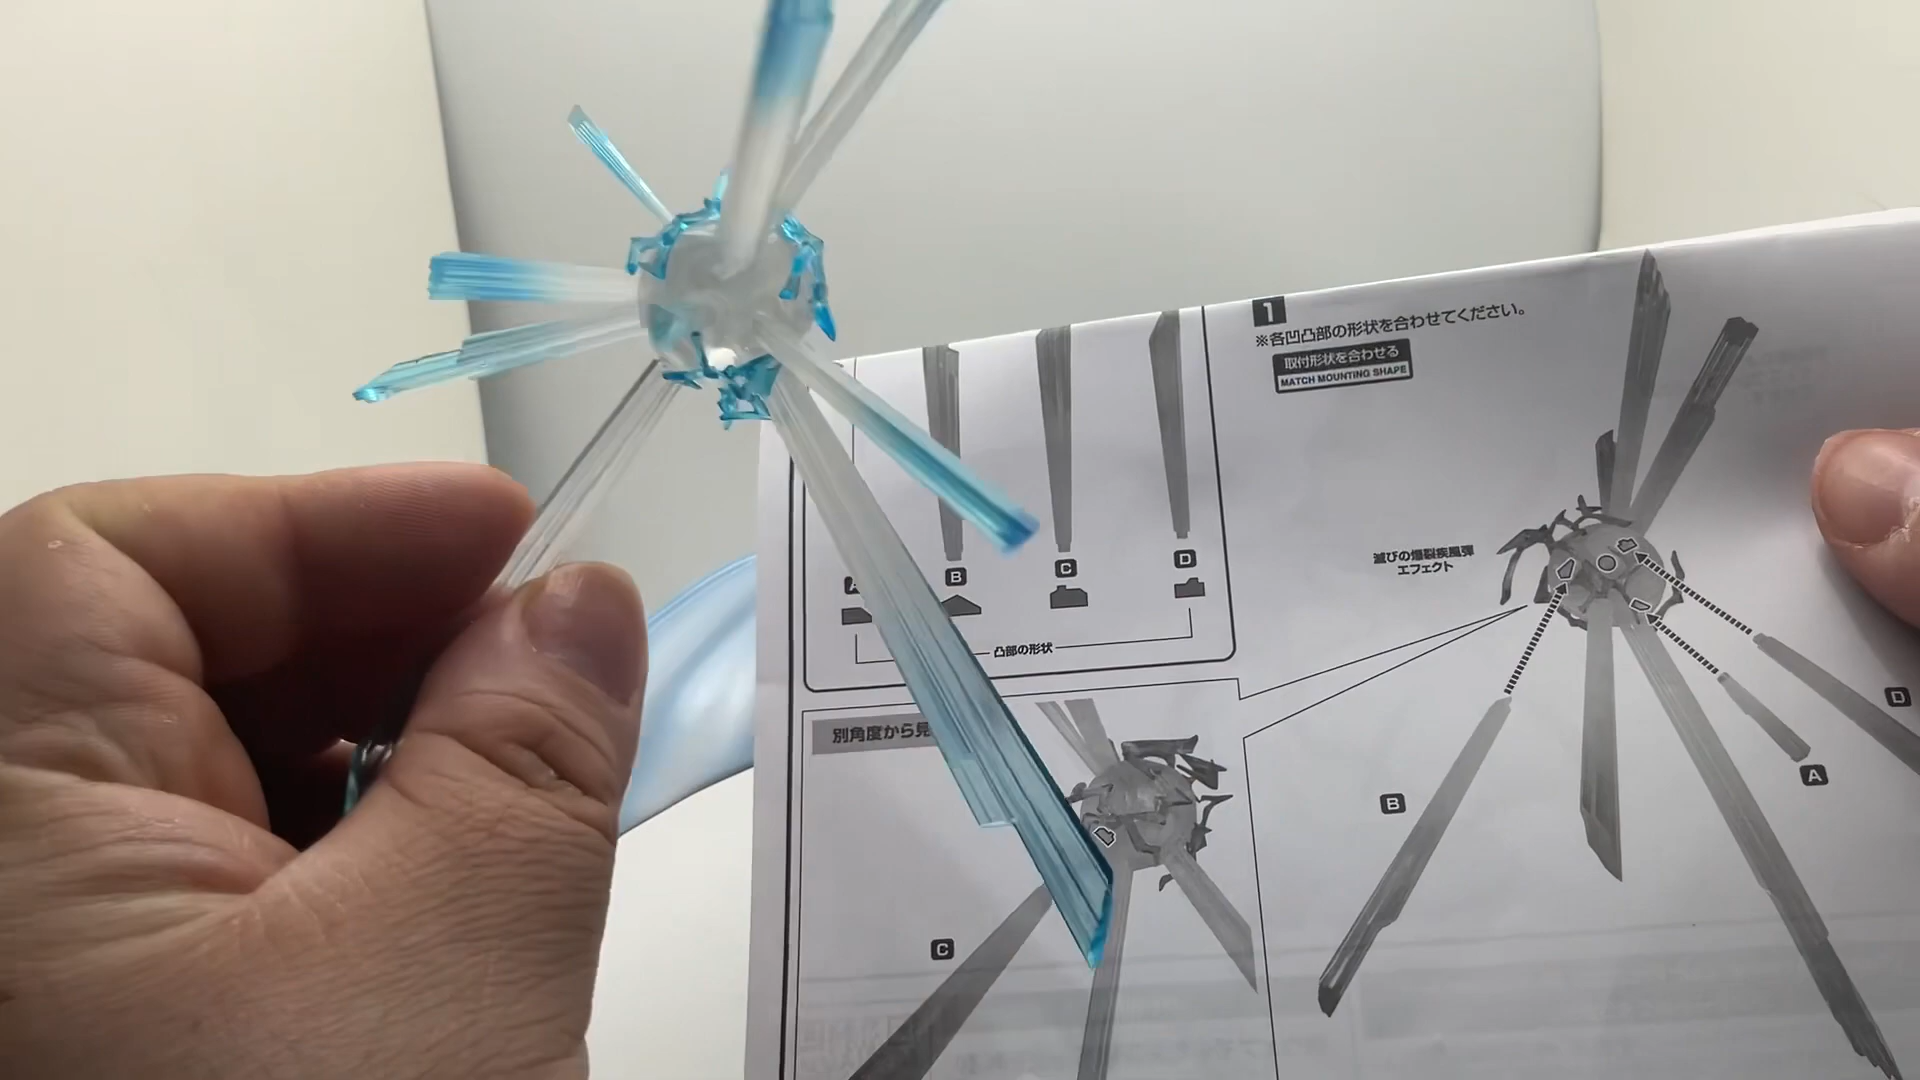 1
※各凹凸部の形状を合わせてください。
取付形状を合わせる
MATCH MOUNTING SHAPE
滅びの爆裂疾風弾
エフェクト
B
C
D
凸部の形状
別角度から見
C
B
A
D